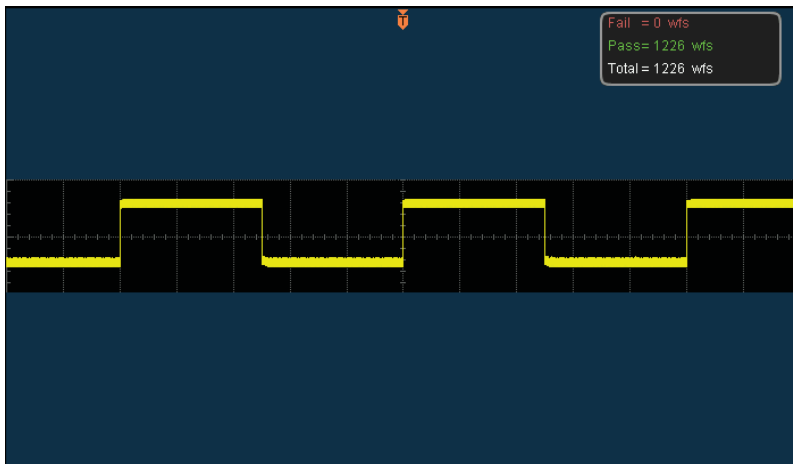 T
Fail = 0 wfs
Pass= 1226 wfs
Total = 1226 wfs